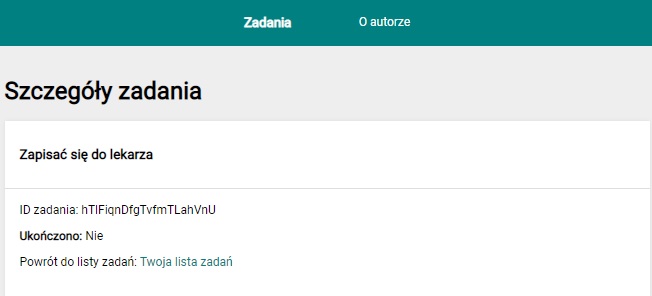 Zadania O autorze
Szczegóły zadania
Zapisać się do lekarza
ID zadania: hTIFiqnDfgTvfmTLahVnU
Ukończono: Nie
Powrót do listy zadań: Twoja lista zadań